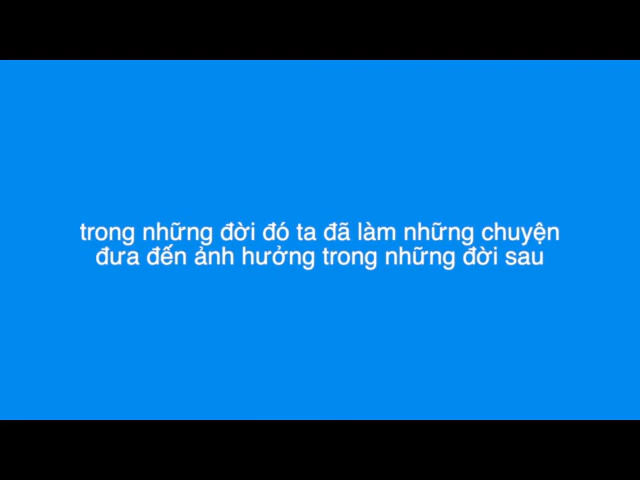 trong những đời đó ta đã làm những chuyện
đưa đến ảnh hưởng trong những đời sau